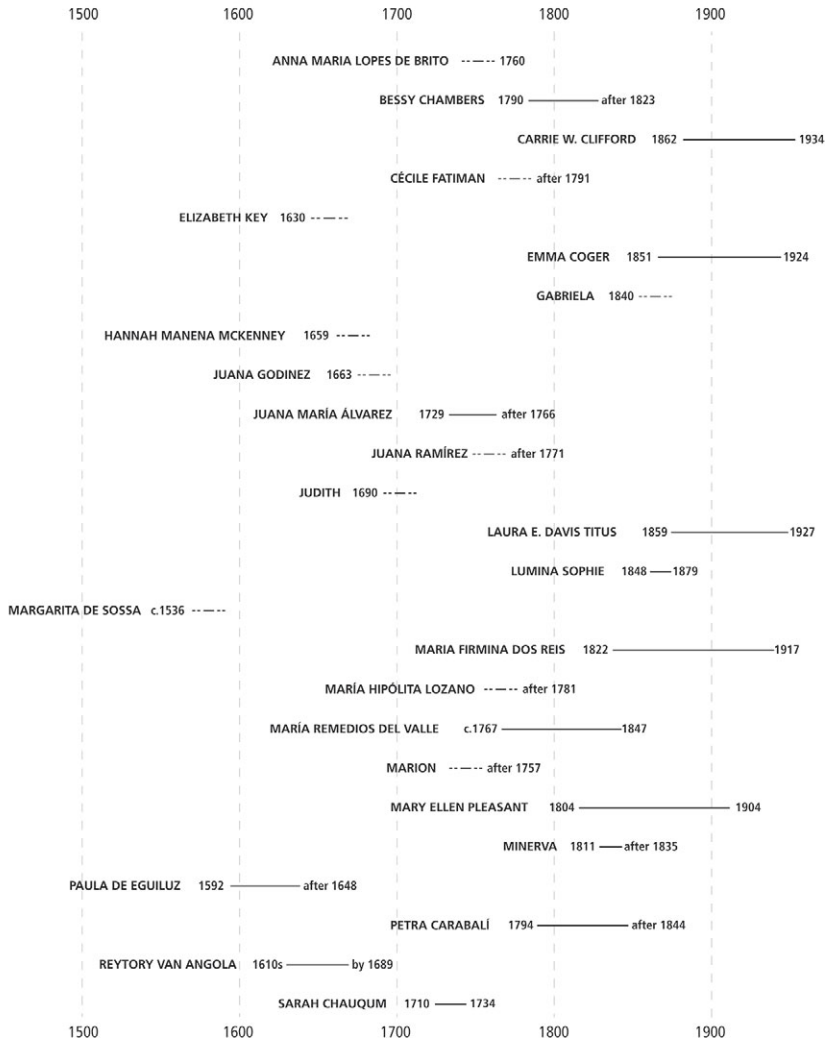 1500 1600 1700 1800 1900
ANNA MARIA LOPES DE BRITO 1760
BESSY CHAMBERS 1790 after 1823
CARRIE W. CLIFFORD 1862 1934
CÉCILE FATIMAN after 1791
ELIZABETH KEY 1630
EMMA COGER 1851 1924
GABRIELA 1840
HANNAH MANENA MCKENNEY 1659
JUANA GODINEZ 1663
JUANA MARÍA ÁLVAREZ 1729 after 1766
JUANA RAMÍREZ after 1771
JUDITH 1690
LAURA E. DAVIS TITUS 1859 1927
LUMINA SOPHIE 1848 1879
MARGARITA DE SOSSA c.1536
MARIA FIRMINA DOS REIS 1822 1917
MARÍA HIPÓLITA LOZANO after 1781
MARÍA REMEDIOS DEL VALLE c.1767 1847
MARION after 1757
MARY ELLEN PLEASANT 1804 1904
MINERVA 1811 after 1835
PAULA DE EGUILUZ 1592 after 1648
PETRA CARABALÍ 1794 after 1844
REYTORY VAN ANGOLA 1610s by 1689
SARAH CHAUQUM 1710 1734
1500 1600 1700 1800 1900